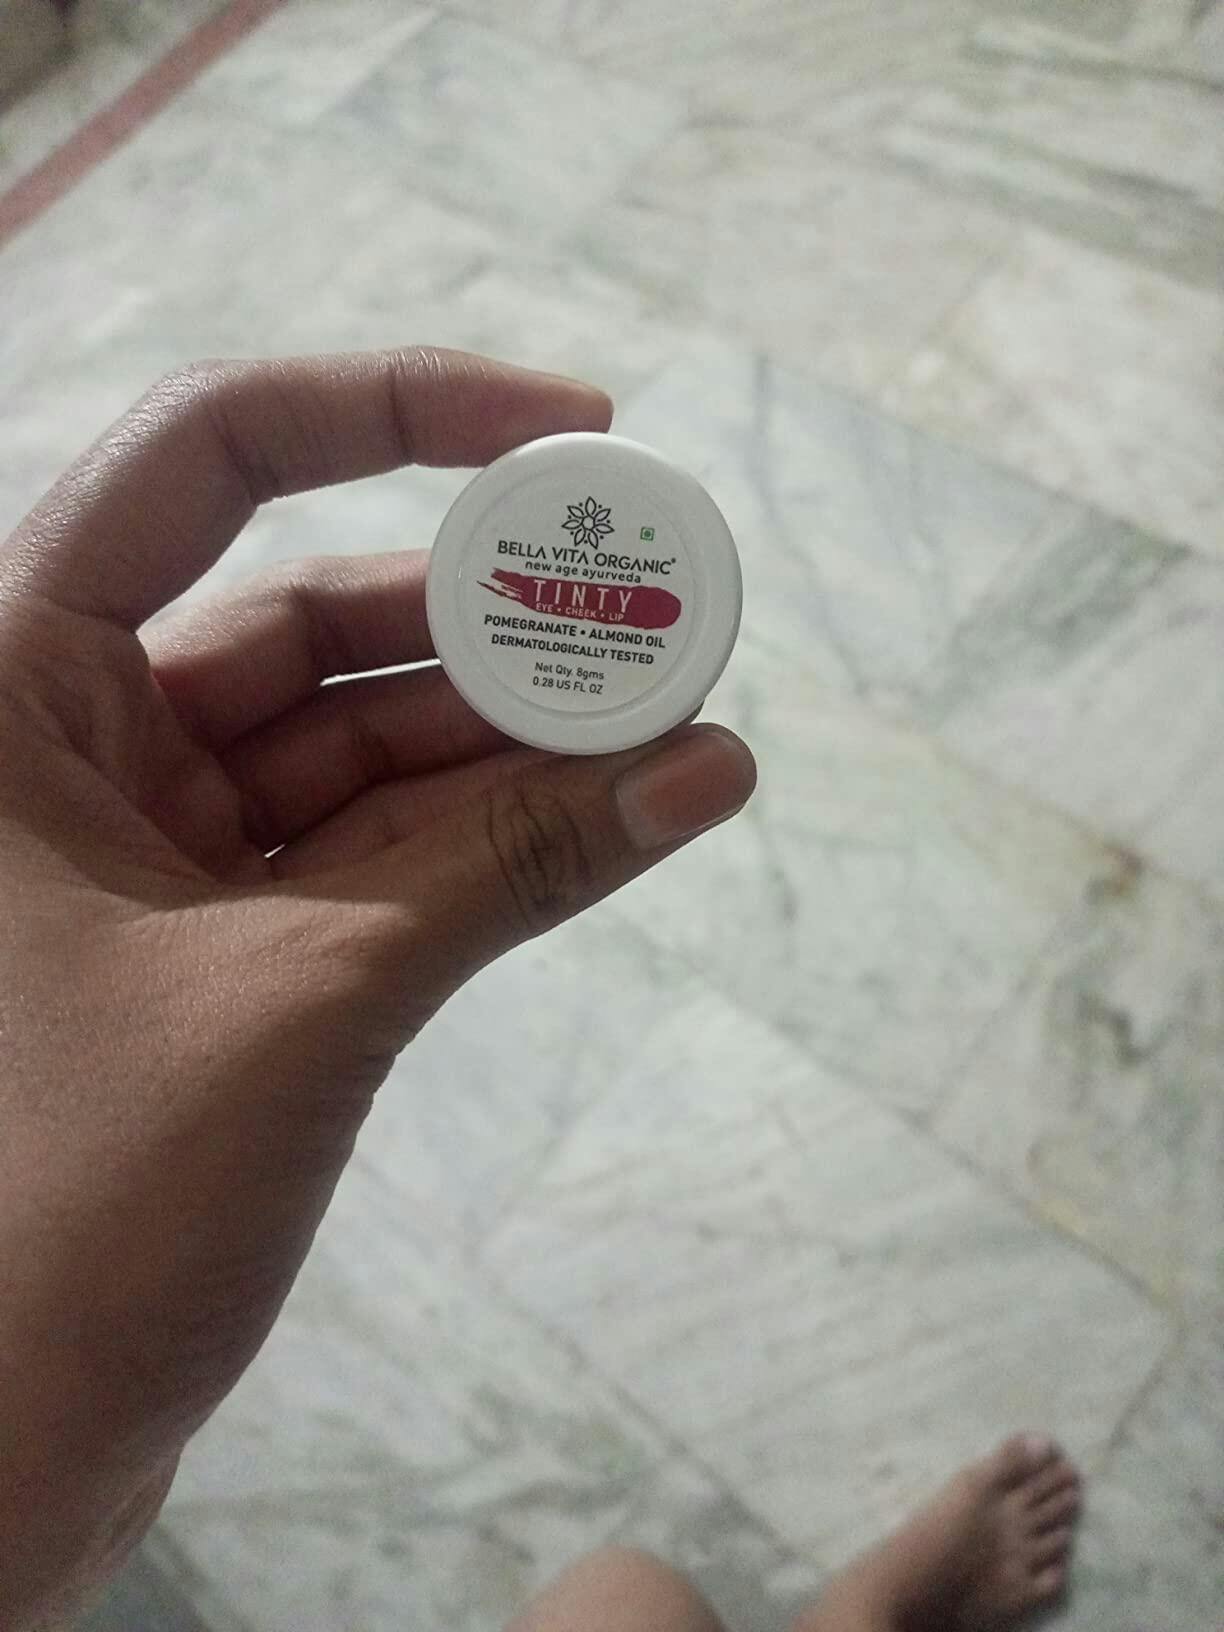 BELLA VITA ORGANIC®
new age ayurveda
TINTY
EYE • CHEEK • LIP
POMEGRANATE • ALMOND OIL
DERMATOLOGICALLY TESTED
Net Qty. 8gms
0.28 US FL OZ